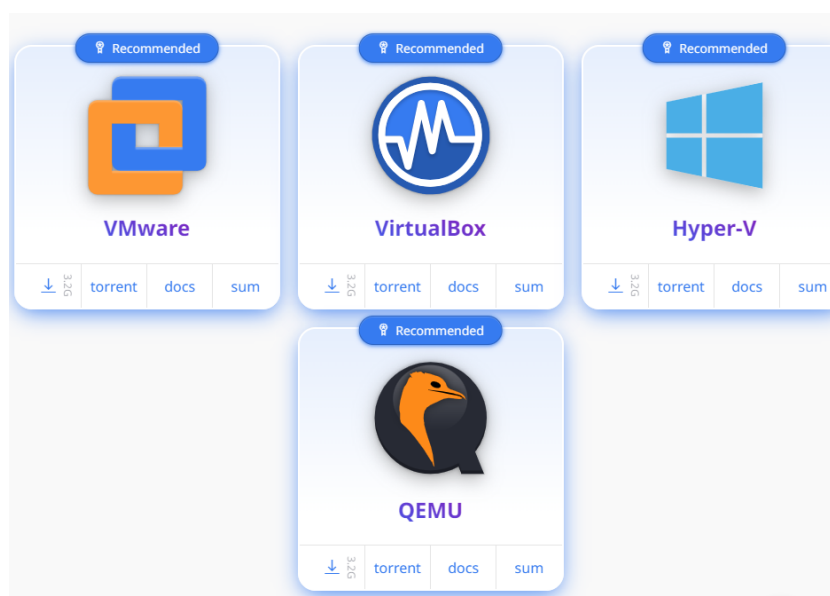 Recommended
Recommended
Recommended
VMware
VirtualBox
Hyper-V
3.2G torrent docs sum
3.2G torrent docs sum
3.2G torrent docs sum
Recommended
QEMU
3.2G torrent docs sum